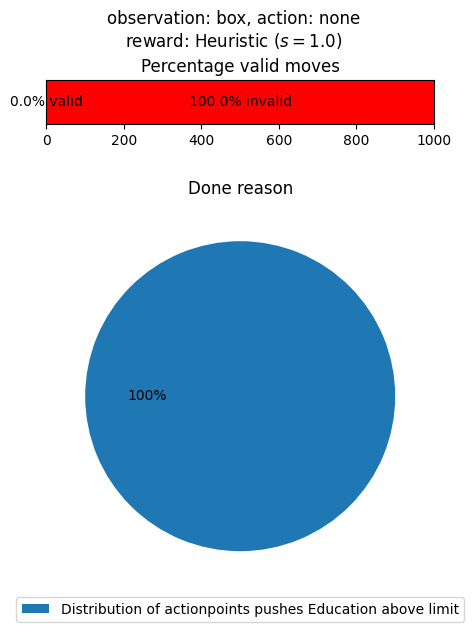 observation: box, action: none
reward: Heuristic (s = 1.0)
Percentage valid moves
0.0% valid 100.0% invalid
0 200 400 600 800 1000
Done reason
100%
Distribution of actionpoints pushes Education above limit